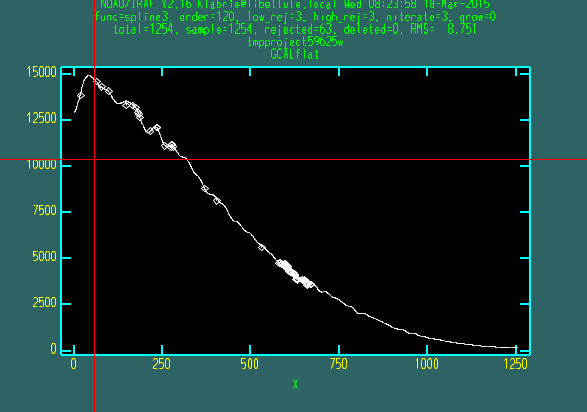 NOAO/IRAF V2.16 klabrie@libellule.local Wed 08:23:58 18-Mar-2015
func=spline3, order=120, low_rej=3, high_rej=3, niterate=3, grow=0
total=1254, sample=1254, rejected=63, deleted=0, RMS= 8.751
tmpproject59625w
GCALflat
15000
12500
10000
7500
5000
2500
0
0 250 500 750 1000 1250
X